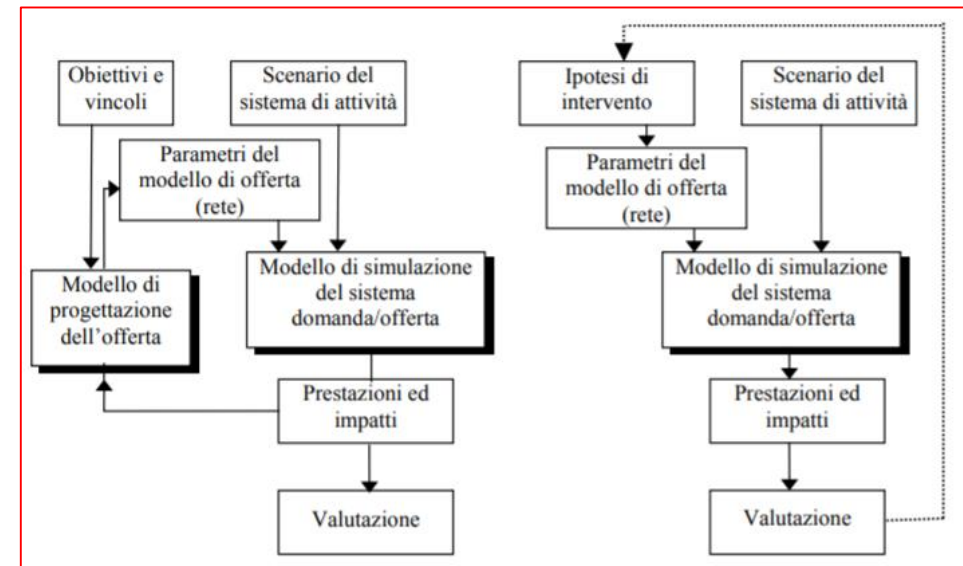 Obiettivi e
vincoli
Scenario del
sistema di attività
Parametri del
modello di offerta
(rete)
Modello di
progettazione
dell'offerta
Modello di simulazione
del sistema
domanda/offerta
Prestazioni ed
impatti
Valutazione
Ipotesi di
intervento
Scenario del
sistema di attività
Parametri del
modello di offerta
(rete)
Modello di simulazione
del sistema
domanda/offerta
Prestazioni ed
impatti
Valutazione